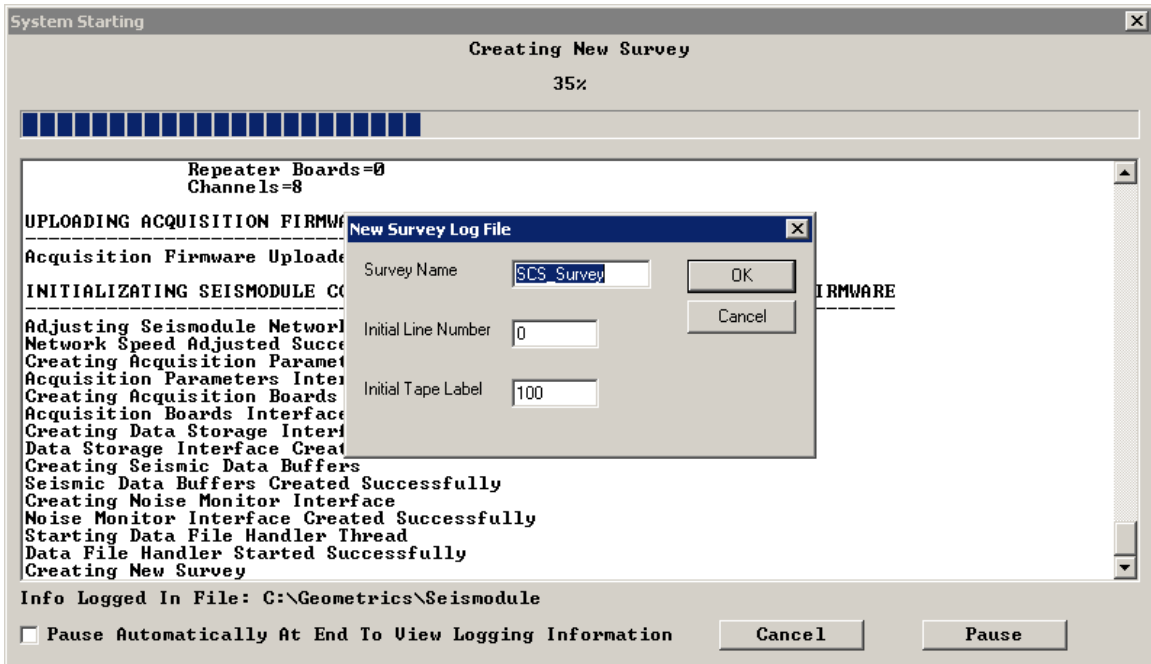 System Starting
Creating New Survey
35%
Repeater Boards=0
Channels=8
UPLOADING ACQUISITION FIRMWA
Acquisition Firmware Uploade
INITIALIZATING SEISMODULE CO
IRMWARE
Adjusting Seismodule Network
Network Speed Adjusted Succe
Creating Acquisition Paramet
Acquisition Parameters Inter
Creating Acquisition Boards
Acquisition Boards Interface
Creating Data Storage Interf
Data Storage Interface Creat
Creating Seismic Data Buffers
Seismic Data Buffers Created Successfully
Creating Noise Monitor Interface
Noise Monitor Interface Created Successfully
Starting Data File Handler Thread
Data File Handler Started Successfully
Creating New Survey
New Survey Log File
Survey Name SCS_Survey OK
Cancel
Initial Line Number 0
Initial Tape Label 100
Info Logged In File: C:\Geometrics\Seismodule
Pause Automatically At End To View Logging Information Cancel Pause